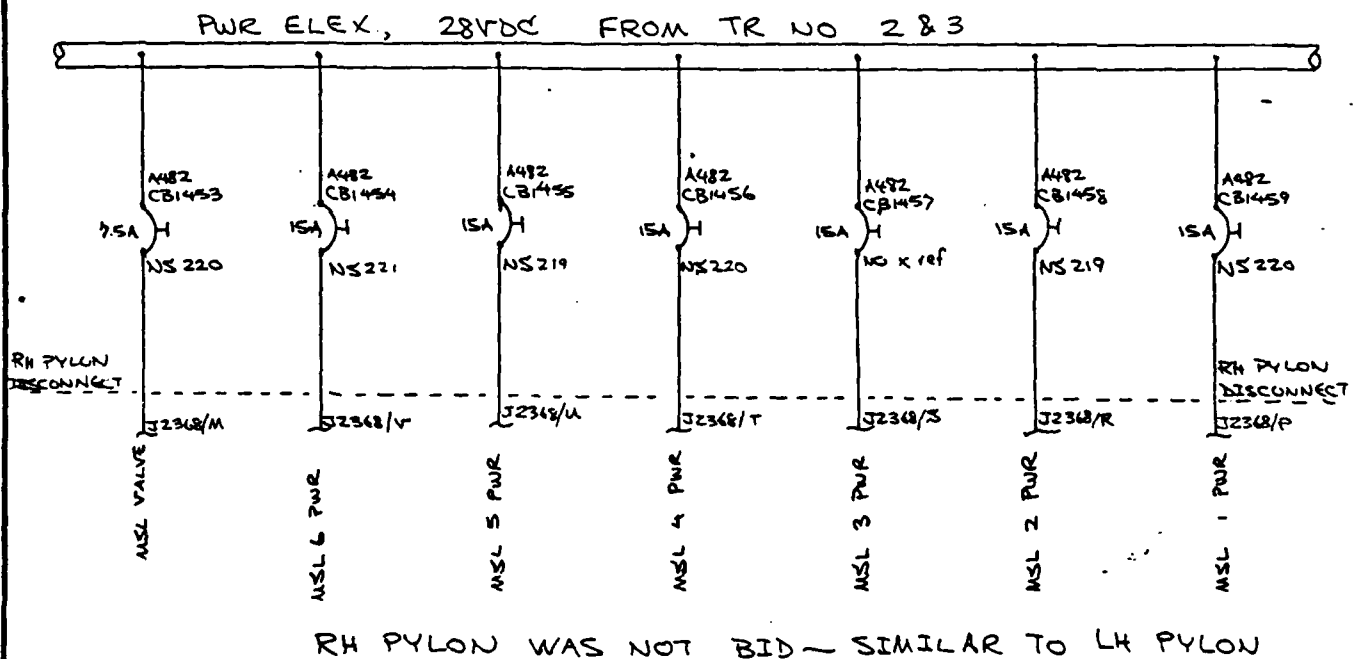 PWR ELEX, 28VDC FROM TR NO 2 & 3
A482
CB1453
7.5A
NS 220
A482
CB1454
15A
NS221
A482
CB1455
15A
NS219
A482
CB1456
15A
NS220
A482
CB1457
15A
NO x ref
A482
CB1458
15A
NS219
A482
CB1459
15A
NS220
RH PYLON
DISCONNECT
RH PYLON
DISCONNECT
J2368/M
J2368/V
J2368/U
J2368/T
J2368/S
J2368/R
J2368/P
MSL VALVE
MSL 6 PWR
MSL 5 PWR
MSL 4 PWR
MSL 3 PWR
MSL 2 PWR
MSL 1 PWR
RH PYLON WAS NOT BID ~ SIMILAR TO LH PYLON